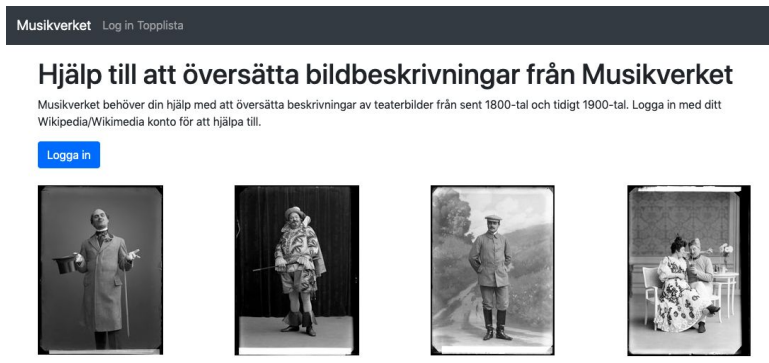 Musikverket Log in Topplista
Hjälp till att översätta bildbeskrivningar från Musikverket
Musikverket behöver din hjälp med att översätta beskrivningar av teaterbilder från sent 1800-tal och tidigt 1900-tal. Logga in med ditt
Wikipedia/Wikimedia konto för att hjälpa till.
Logga in